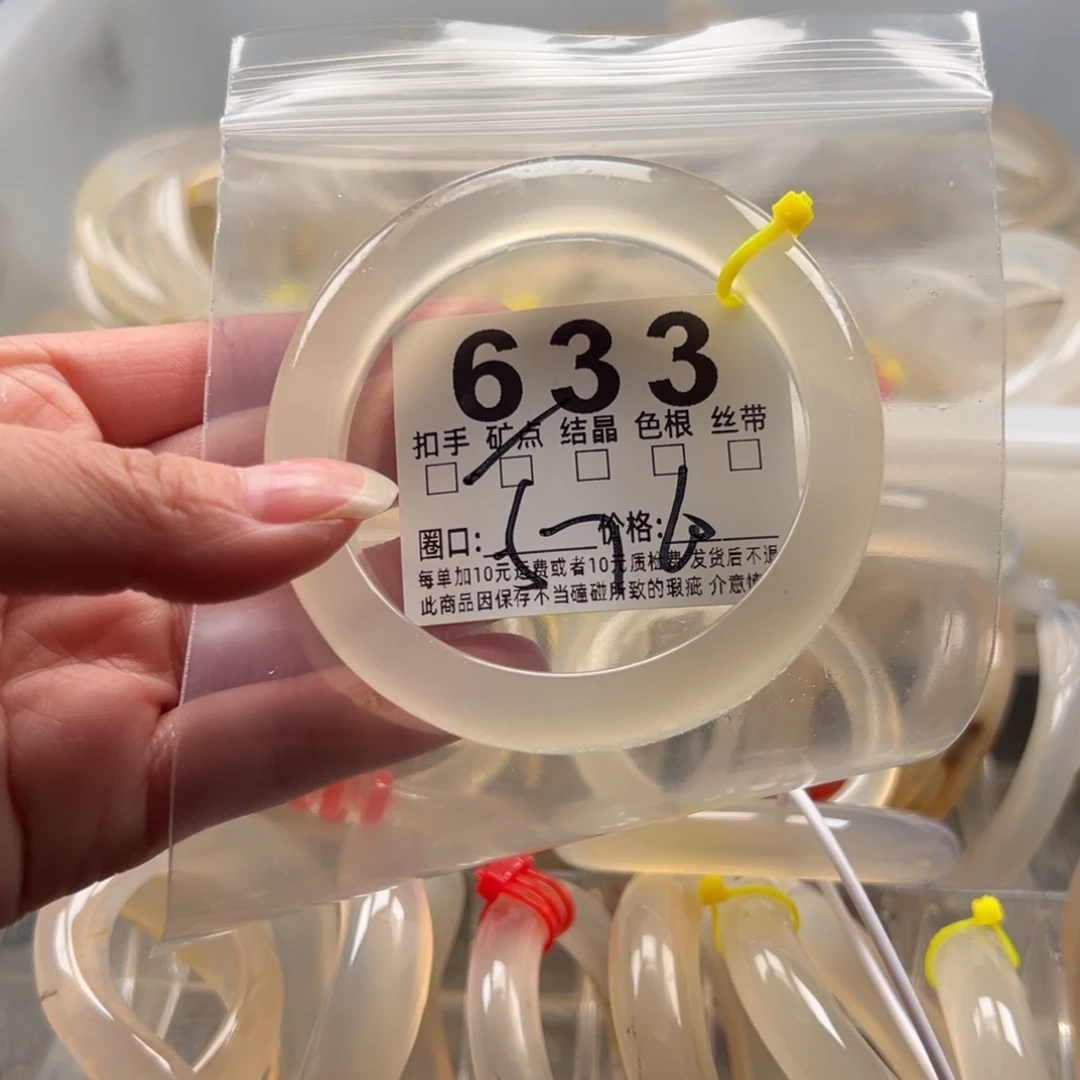 633
扣手 矿点 结晶 色根 丝带
圈口: 价格:
每单加10元运费或者10元质检费 发货后不退
此商品因保存不当磕碰所致的瑕疵 介意